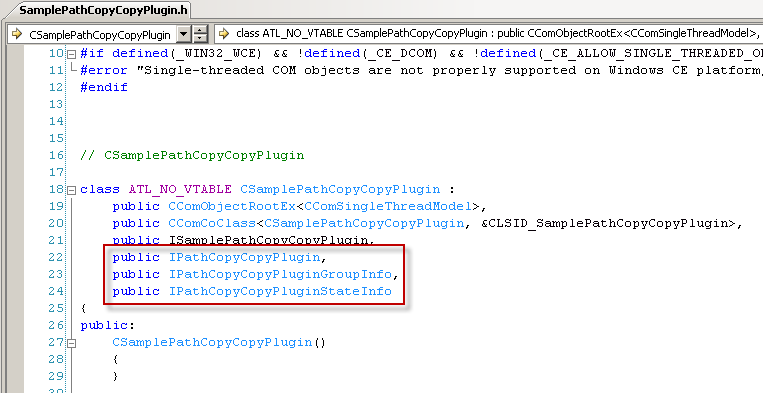 SamplePathCopyCopyPlugin.h
CSamplePathCopyCopyPlugin
class ATL_NO_VTABLE CSamplePathCopyCopyPlugin : public CComObjectRootEx<CComSingleThreadModel>,
10 #if defined(_WIN32_WCE) && !defined(_CE_DCOM) && !defined(_CE_ALLOW_SINGLE_THREADED_O
11 #error "Single-threaded COM objects are not properly supported on Windows CE platform,
12 #endif
13
14
15
16 // CSamplePathCopyCopyPlugin
17
18 class ATL_NO_VTABLE CSamplePathCopyCopyPlugin :
19 public CComObjectRootEx<CComSingleThreadModel>,
20 public CComCoClass<CSamplePathCopyCopyPlugin, &CLSID_SamplePathCopyCopyPlugin>,
21 public ISamplePathCopyCopyPlugin,
22 public IPathCopyCopyPlugin,
23 public IPathCopyCopyPluginGroupInfo,
24 public IPathCopyCopyPluginStateInfo
25 {
26 public:
27 CSamplePathCopyCopyPlugin()
28 {
29 }